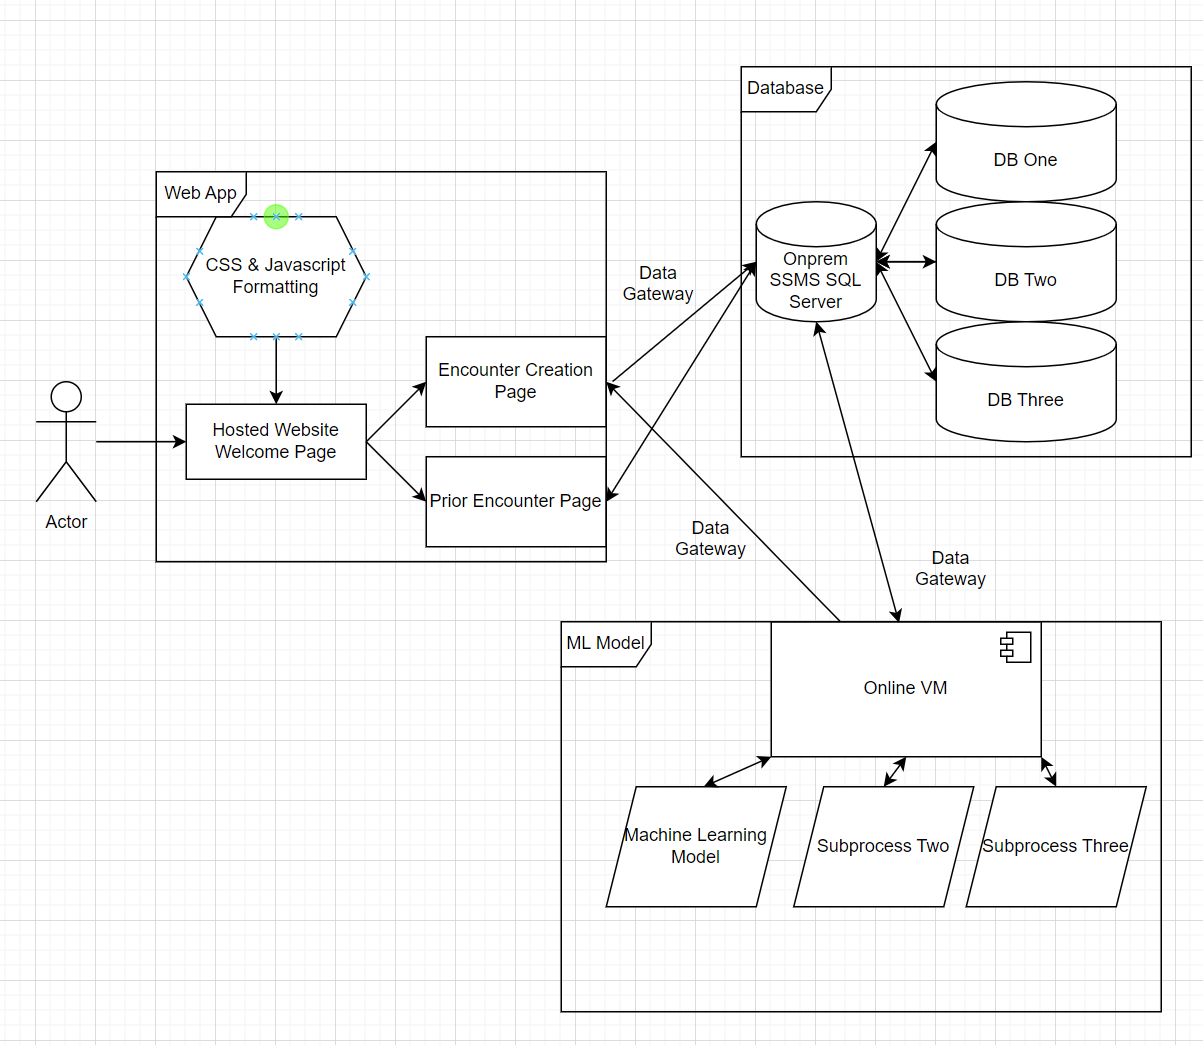 Database
DB One
Web App
CSS & Javascript
Formatting
Data
Gateway
Onprem
SSMS SQL
Server
DB Two
Encounter Creation
Page
DB Three
Hosted Website
Welcome Page
Prior Encounter Page
Actor
Data
Gateway
Data
Gateway
ML Model
Online VM
Machine Learning
Model
Subprocess Two
Subprocess Three